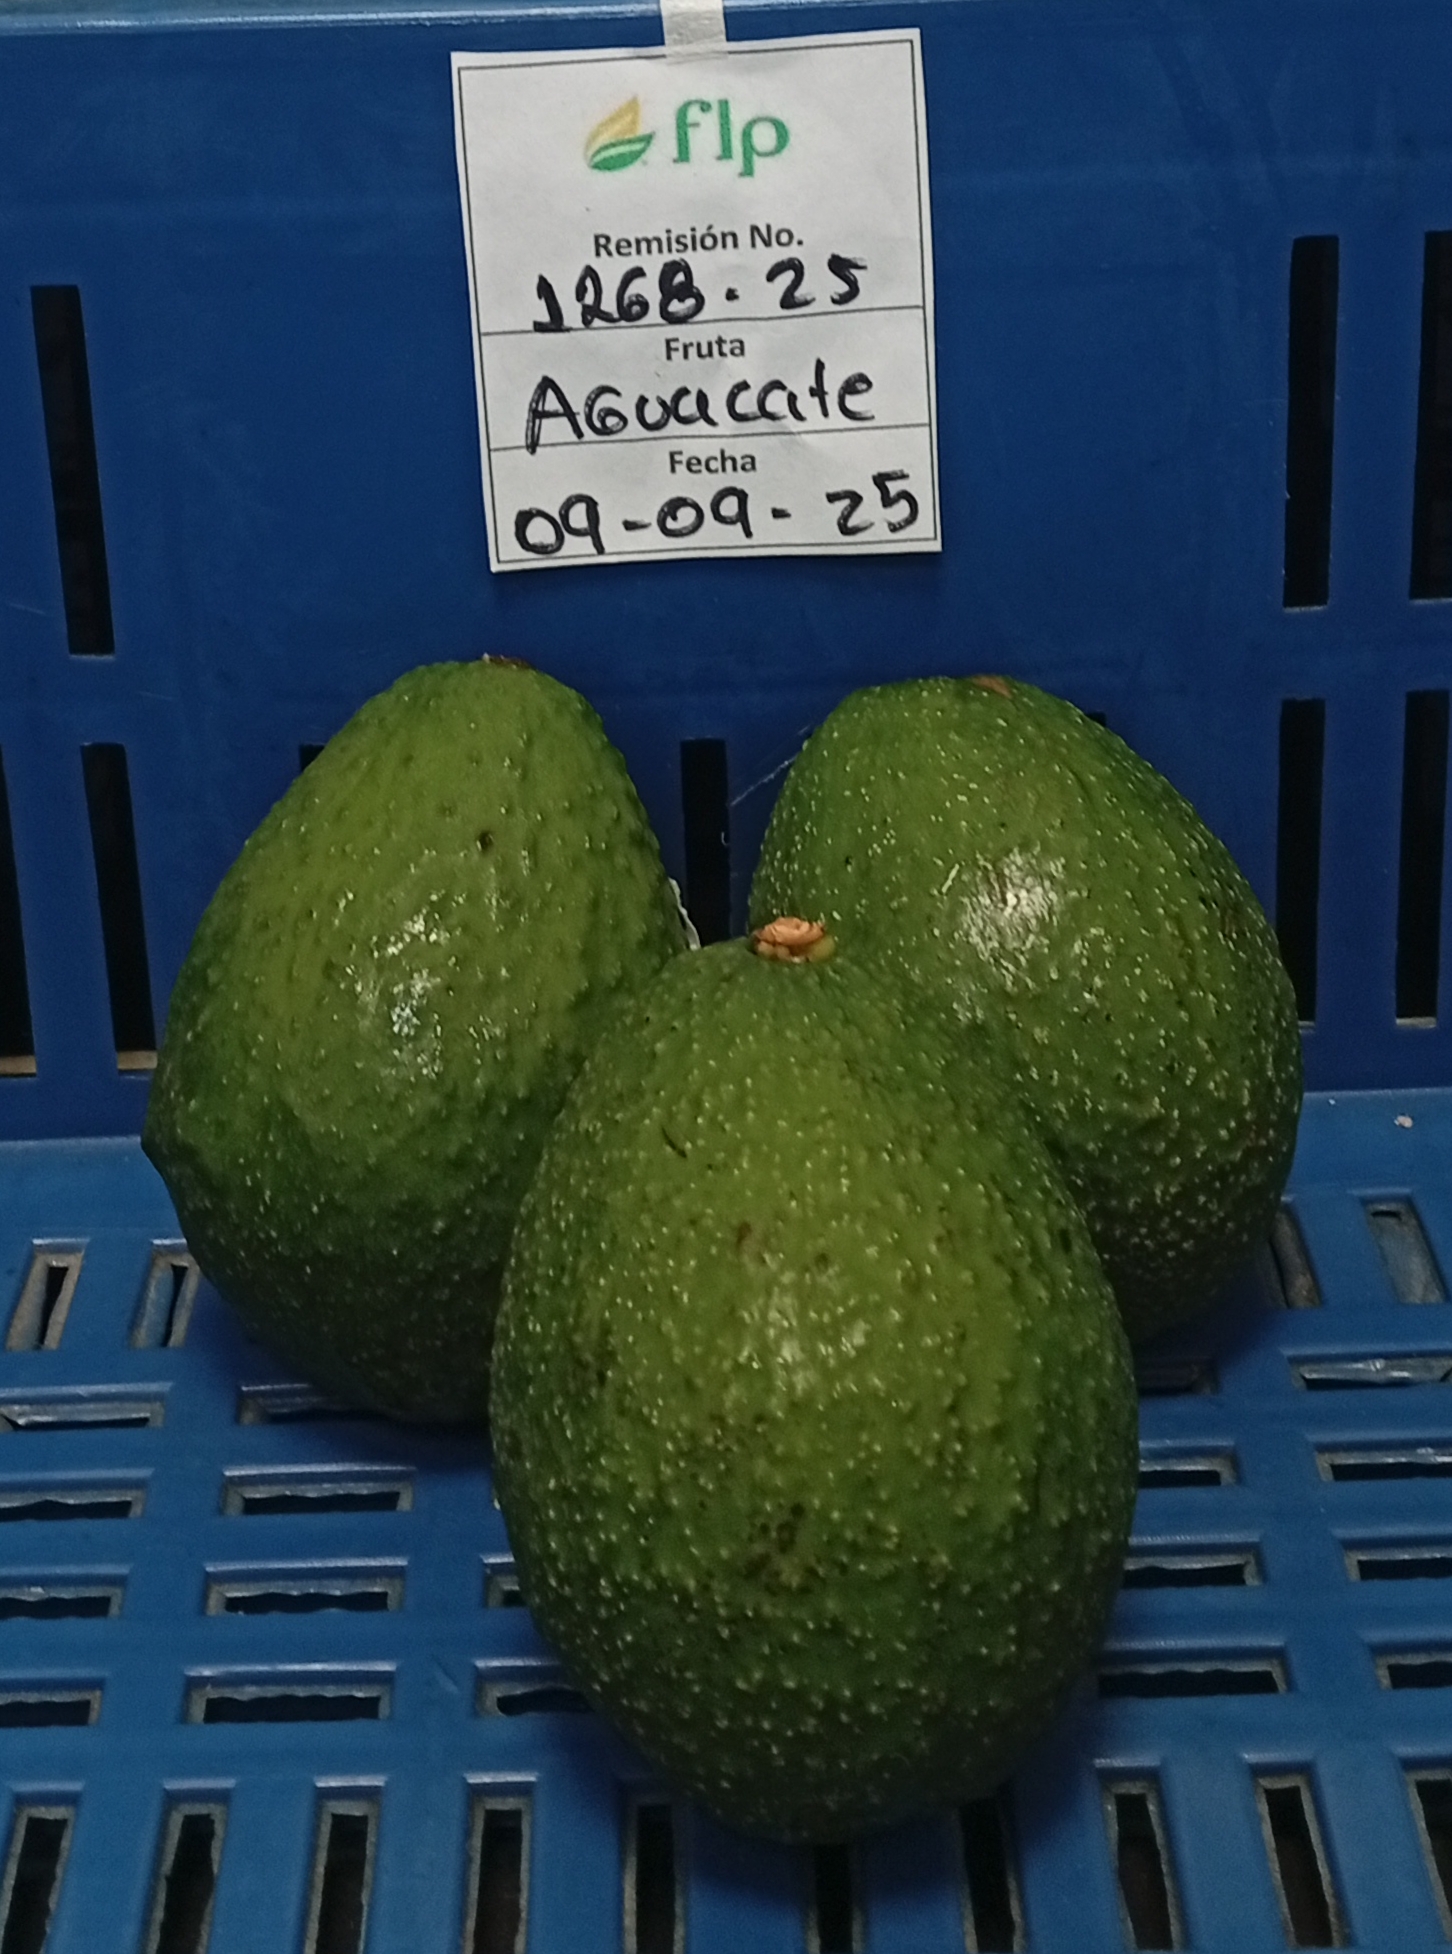 flp
Remisión No.
1268. 25
Fruta
AGuacate
Fecha
09-09-25